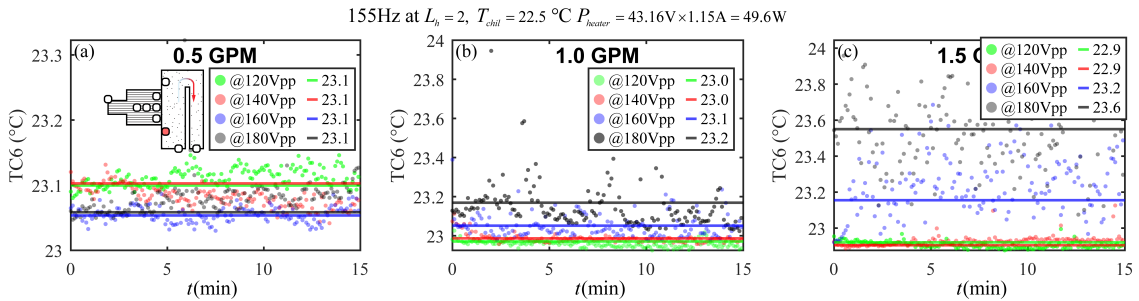 155Hz at L_h = 2, T_chil = 22.5 °C P_heater = 43.16V×1.15A = 49.6W
(a)
0.5 GPM
@120Vpp 23.1
@140Vpp 23.1
@160Vpp 23.1
@180Vpp 23.1
TC6 (°C)
23.3
23.2
23.1
23
0 5 10 15
t(min)
(b)
1.0 GPM
@120Vpp 23.0
@140Vpp 23.0
@160Vpp 23.1
@180Vpp 23.2
TC6 (°C)
24
23.8
23.6
23.4
23.2
23
0 5 10 15
t(min)
(c)
1.5
@120Vpp 22.9
@140Vpp 22.9
@160Vpp 23.2
@180Vpp 23.6
TC6 (°C)
24
23.8
23.6
23.4
23.2
23
0 5 10 15
t(min)